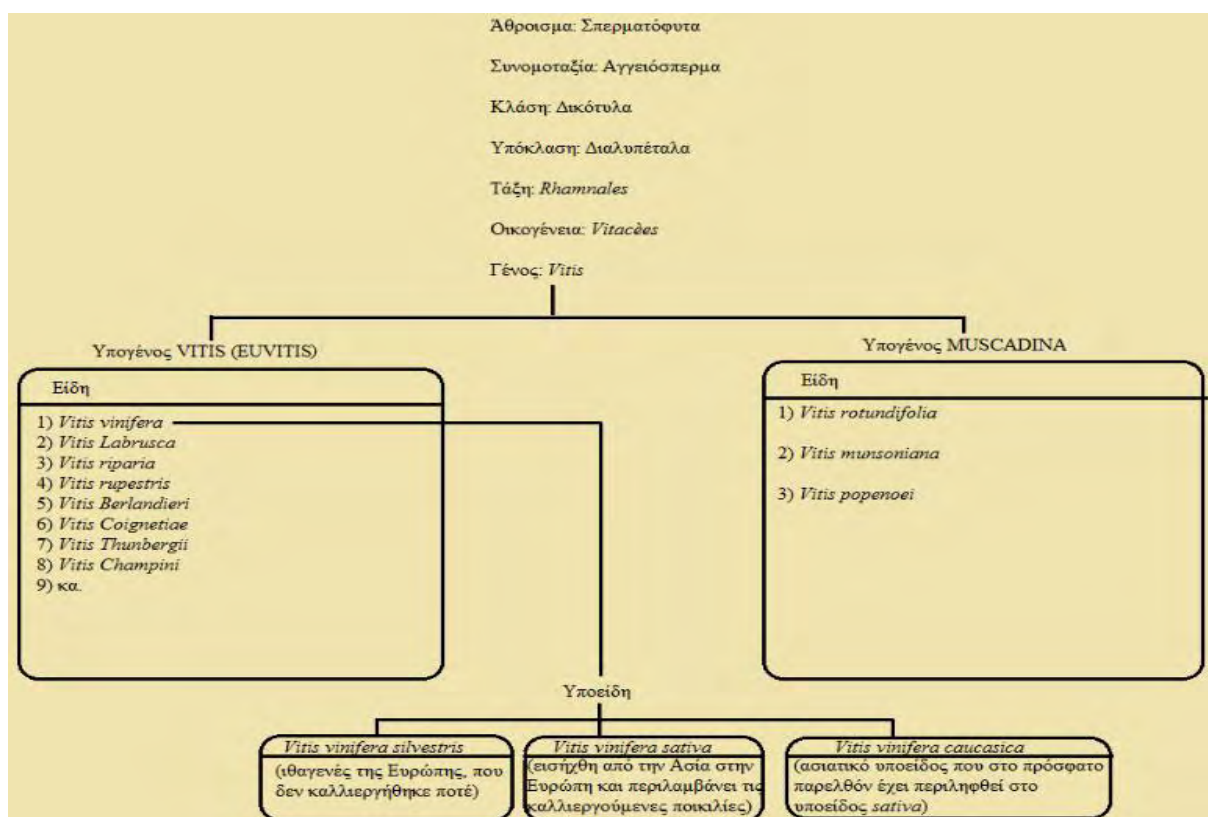 Άθροισμα: Σπερματόφυτα
Συνομοταξία: Αγγειόσπερμα
Κλάση: Δικότυλα
Υπόκλαση: Διαλυπέταλα
Τάξη: Rhamnales
Οικογένεια: Vitacèes
Γένος: Vitis
Υπογένος VITIS (EUVITIS)
Είδη
1) Vitis vinifera
2) Vitis Labrusca
3) Vitis riparia
4) Vitis rupestris
5) Vitis Berlandieri
6) Vitis Coignetiae
7) Vitis Thunbergii
8) Vitis Champini
9) κα.
Υπογένος MUSCADINA
Είδη
1) Vitis rotundifolia
2) Vitis munsoniana
3) Vitis popenoei
Υποείδη
Vitis vinifera silvestris
(ιθαγενές της Ευρώπης, που
δεν καλλιεργήθηκε ποτέ)
Vitis vinifera sativa
(εισήχθη από την Ασία στην
Ευρώπη και περιλαμβάνει τις
καλλιεργούμενες ποικιλίες)
Vitis vinifera caucasica
(ασιατικό υποείδος που στο πρόσφατο
παρελθόν έχει περιληφθεί στο
υποείδος sativa)